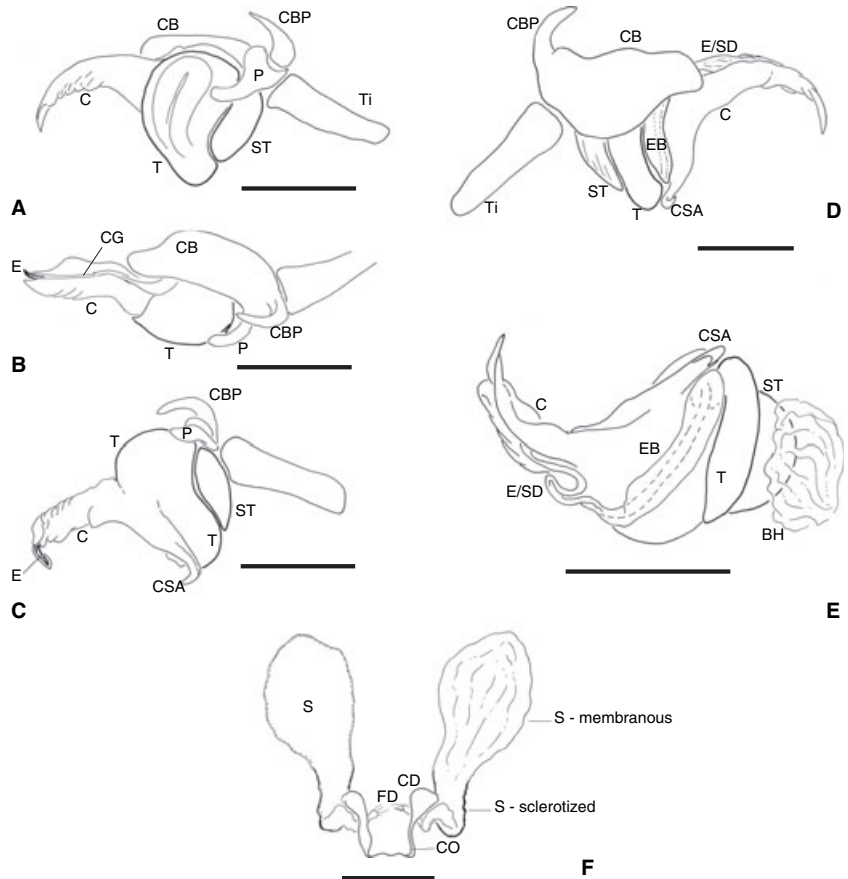 CB
CBP
P
C
Ti
T
ST
A
CBP
CB
E/SD
C
EB
ST
Ti
T
CSA
D
CG
CB
E
C
T
P
CBP
B
CBP
T
P
ST
C
T
E
CSA
C
CSA
C
ST
EB
E/SD
T
BH
E
S
S - membranous
CD
FD
S - sclerotized
CO
F